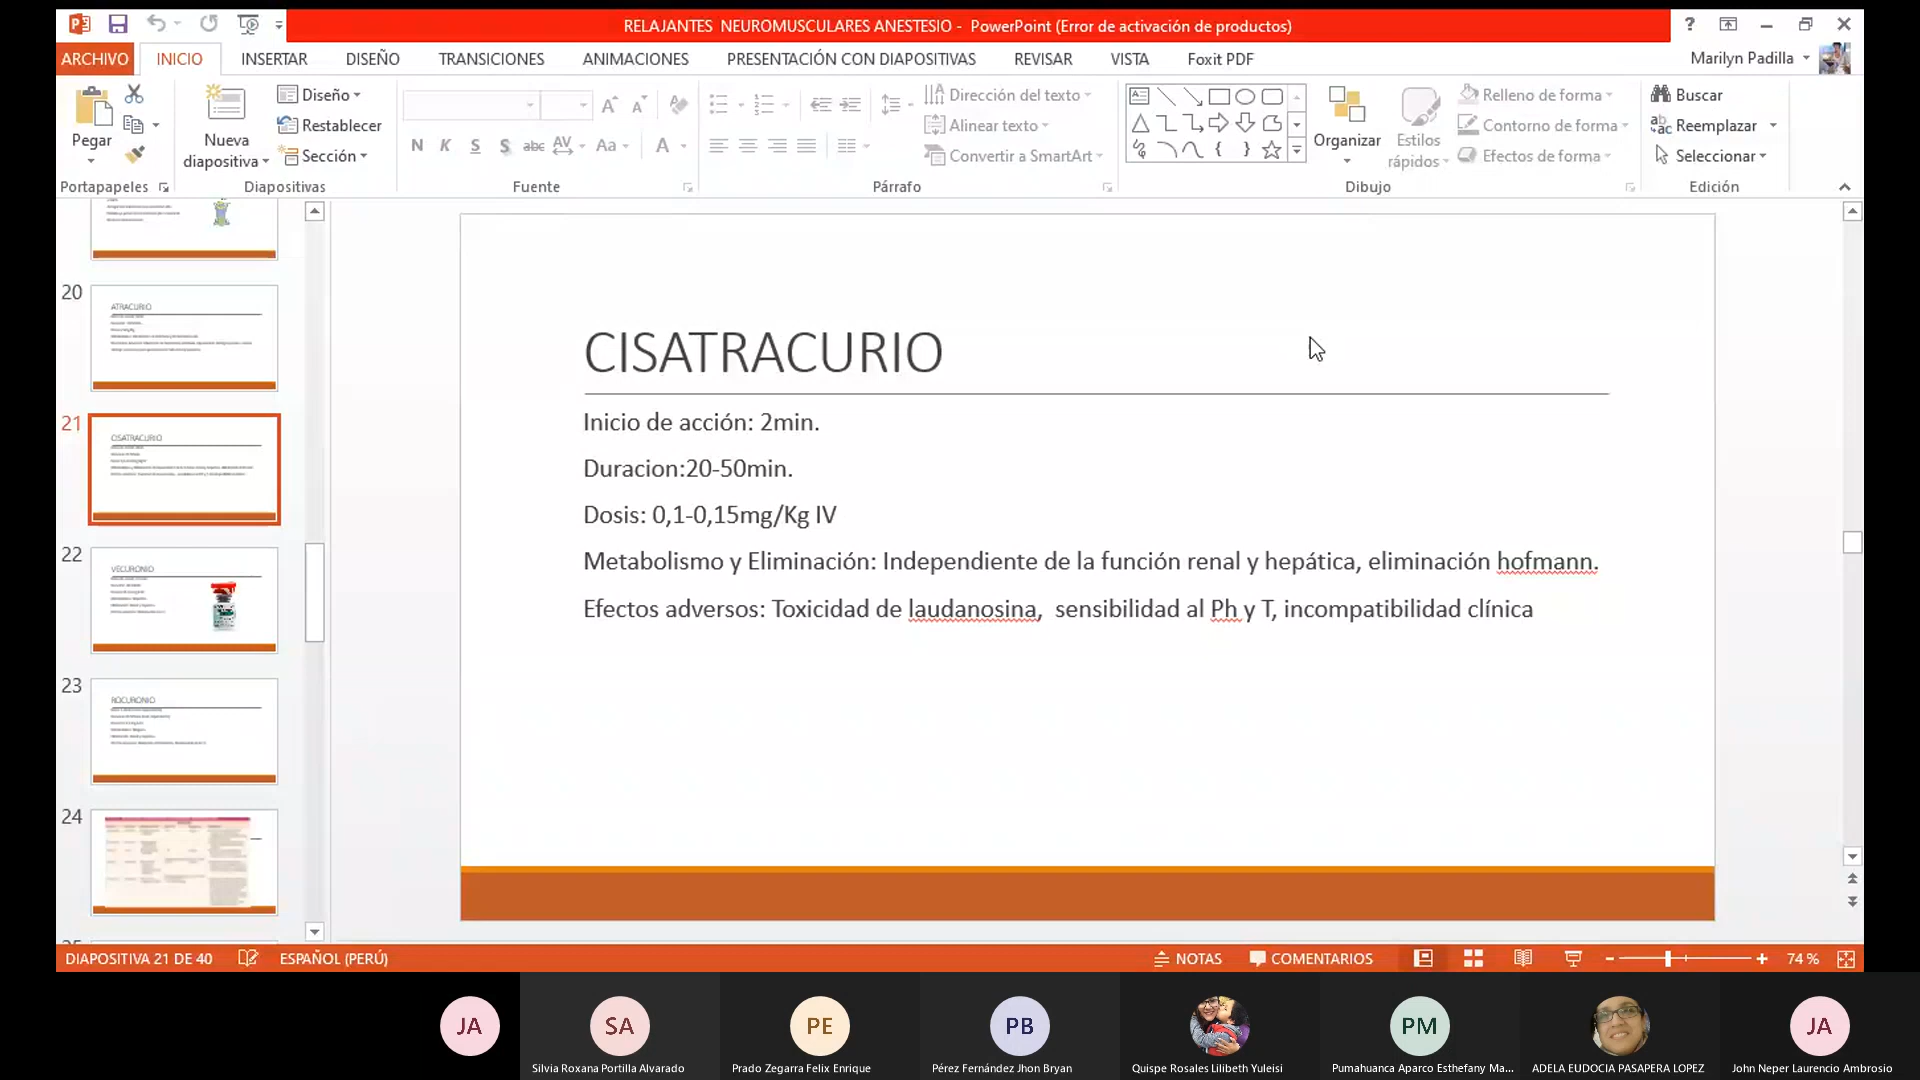 RELAJANTES NEUROMUSCULARES ANESTESIO - PowerPoint (Error de activación de productos)
ARCHIVO INICIO INSERTAR DISEÑO TRANSICIONES ANIMACIONES PRESENTACIÓN CON DIAPOSITIVAS REVISAR VISTA Foxit PDF
Marilyn Padilla
Pegar
Nueva diapositiva
Diseño
Restablecer
Sección
N K S S abc AV Aa A
Dirección del texto
Alinear texto
Convertir a SmartArt
Organizar
Estilos rápidos
Relleno de forma
Contorno de forma
Efectos de forma
Buscar
Reemplazar
Seleccionar
Portapapeles Diapositivas Fuente Párrafo Dibujo Edición
20
ATRACURIO
21
CISATRACURIO
22
VECURONIO
23
ROCURONIO
24
CISATRACURIO
Inicio de acción: 2min.
Duracion:20-50min.
Dosis: 0,1-0,15mg/Kg IV
Metabolismo y Eliminación: Independiente de la función renal y hepática, eliminación hofmann.
Efectos adversos: Toxicidad de laudanosina, sensibilidad al Ph y T, incompatibilidad clínica
DIAPOSITIVA 21 DE 40 ESPAÑOL (PERÚ) NOTAS COMENTARIOS 74 %
JA SA PE PB PM JA
Silvia Roxana Portilla Alvarado
Prado Zegarra Felix Enrique
Pérez Fernández Jhon Bryan
Quispe Rosales Lilibeth Yuleisi
Pumahuanca Aparco Esthefany Ma...
ADELA EUDOCIA PASAPERA LOPEZ
John Neper Laurencio Ambrosio